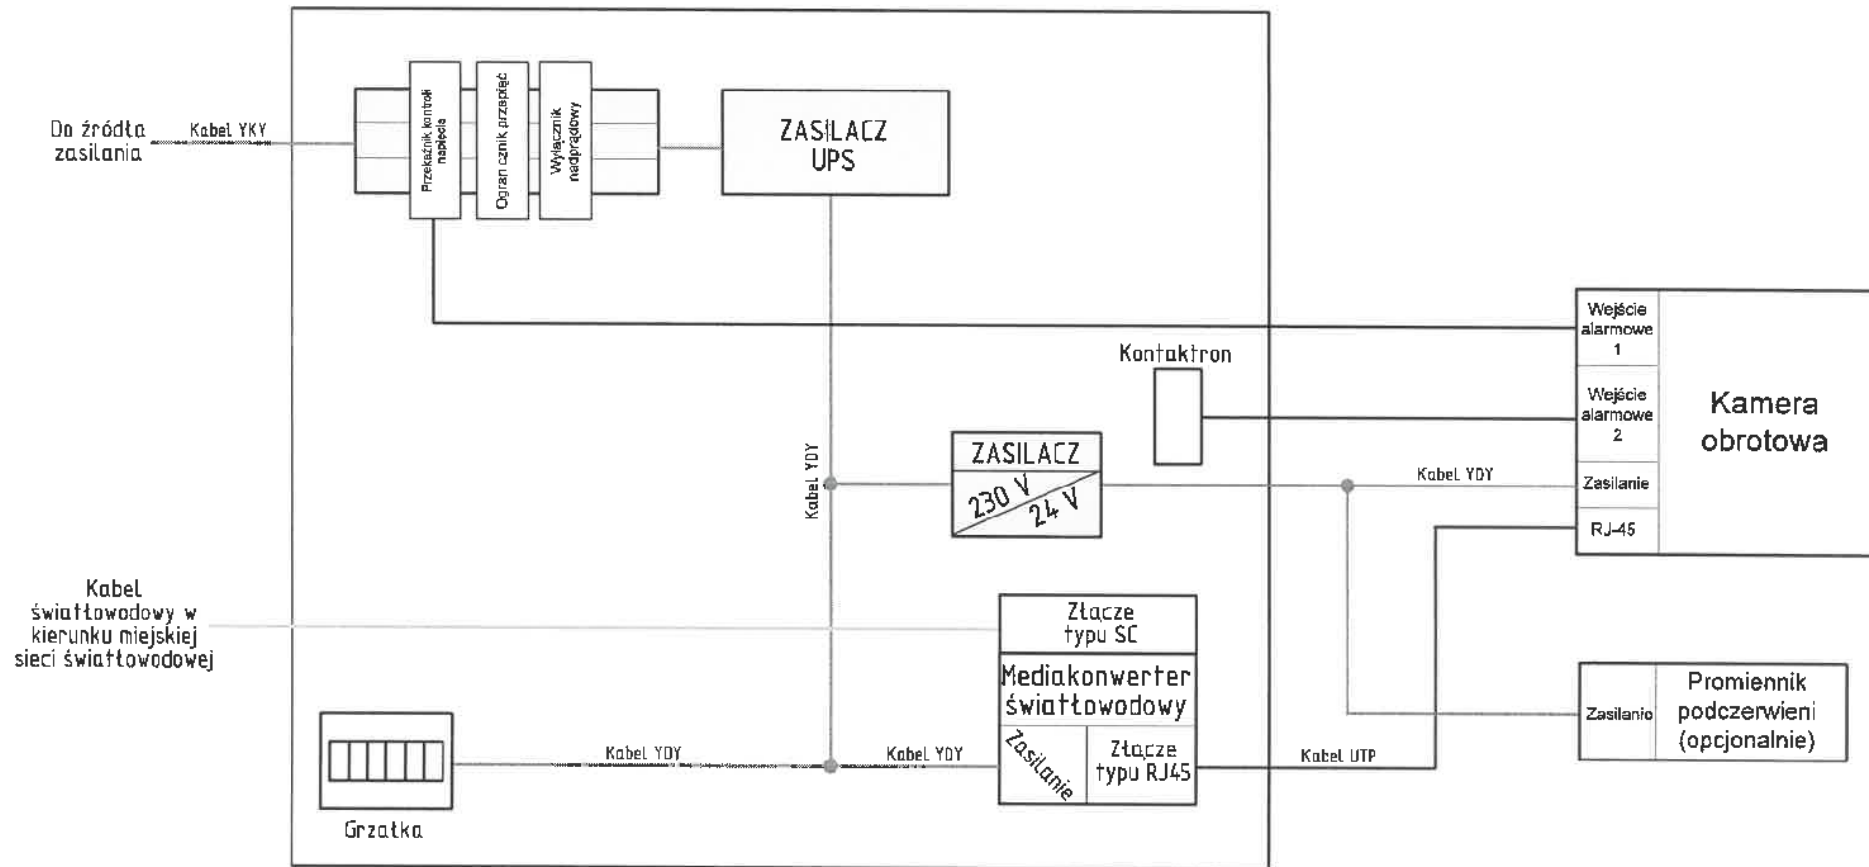 Do źródła
zasilania
Kabel YKY
Przekaźnik kontroli
napięcia
Ogran cznik przepięć
Wyłącznik
nadprądowy
ZASILACZ
UPS
Kontaktron
Wejście
alarmowe
1
Wejście
alarmowe
2
Zasilanie
RJ-45
Kamera
obrotowa
Kabel YDY
ZASILACZ
230 V
24 V
Kabel YDY
Kabel
światłowodowy w
kierunku miejskiej
sieci światłowodowej
Złącze
typu SC
Mediakonwerter
światłowodowy
Zasilanie
Złącze
typu RJ45
Kabel YDY
Kabel YDY
Kabel UTP
Grzałka
Zasilanie
Promiennik
podczerwieni
(opcjonalnie)